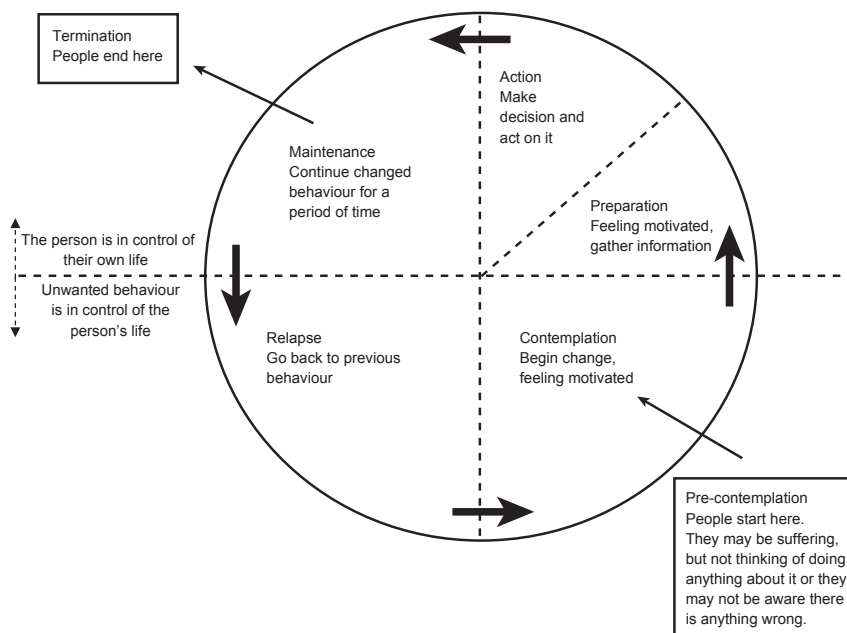 Termination
People end here
Action
Make
decision and
act on it
Maintenance
Continue changed
behaviour for a
period of time
Preparation
Feeling motivated,
gather information
The person is in control of
their own life
Unwanted behaviour
is in control of the
person's life
Relapse
Go back to previous
behaviour
Contemplation
Begin change,
feeling motivated
Pre-contemplation
People start here.
They may be suffering,
but not thinking of doing
anything about it or they
may not be aware there
is anything wrong.